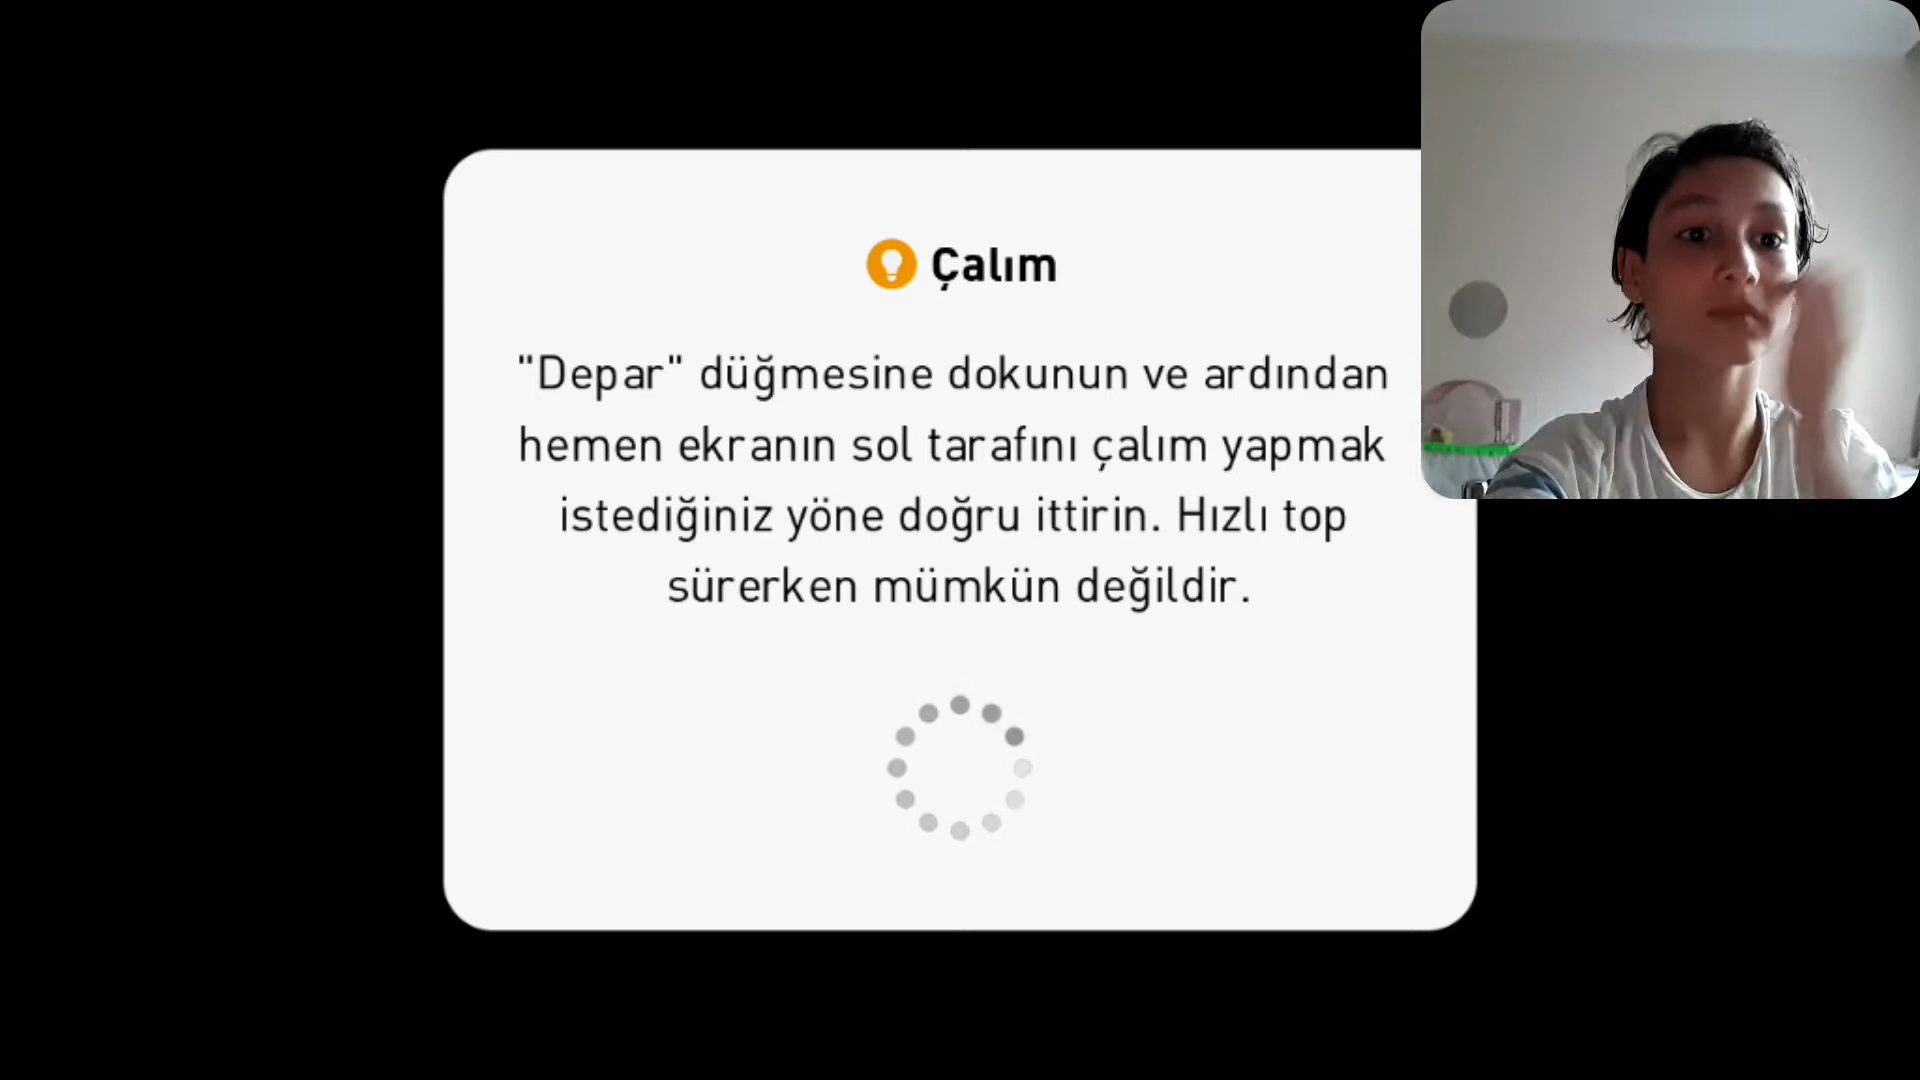 Çalım
"Depar" düğmesine dokunun ve ardından
hemen ekranın sol tarafını çalım yapmak
istediğiniz yöne doğru ittirin. Hızlı top
sürerken mümkün değildir.